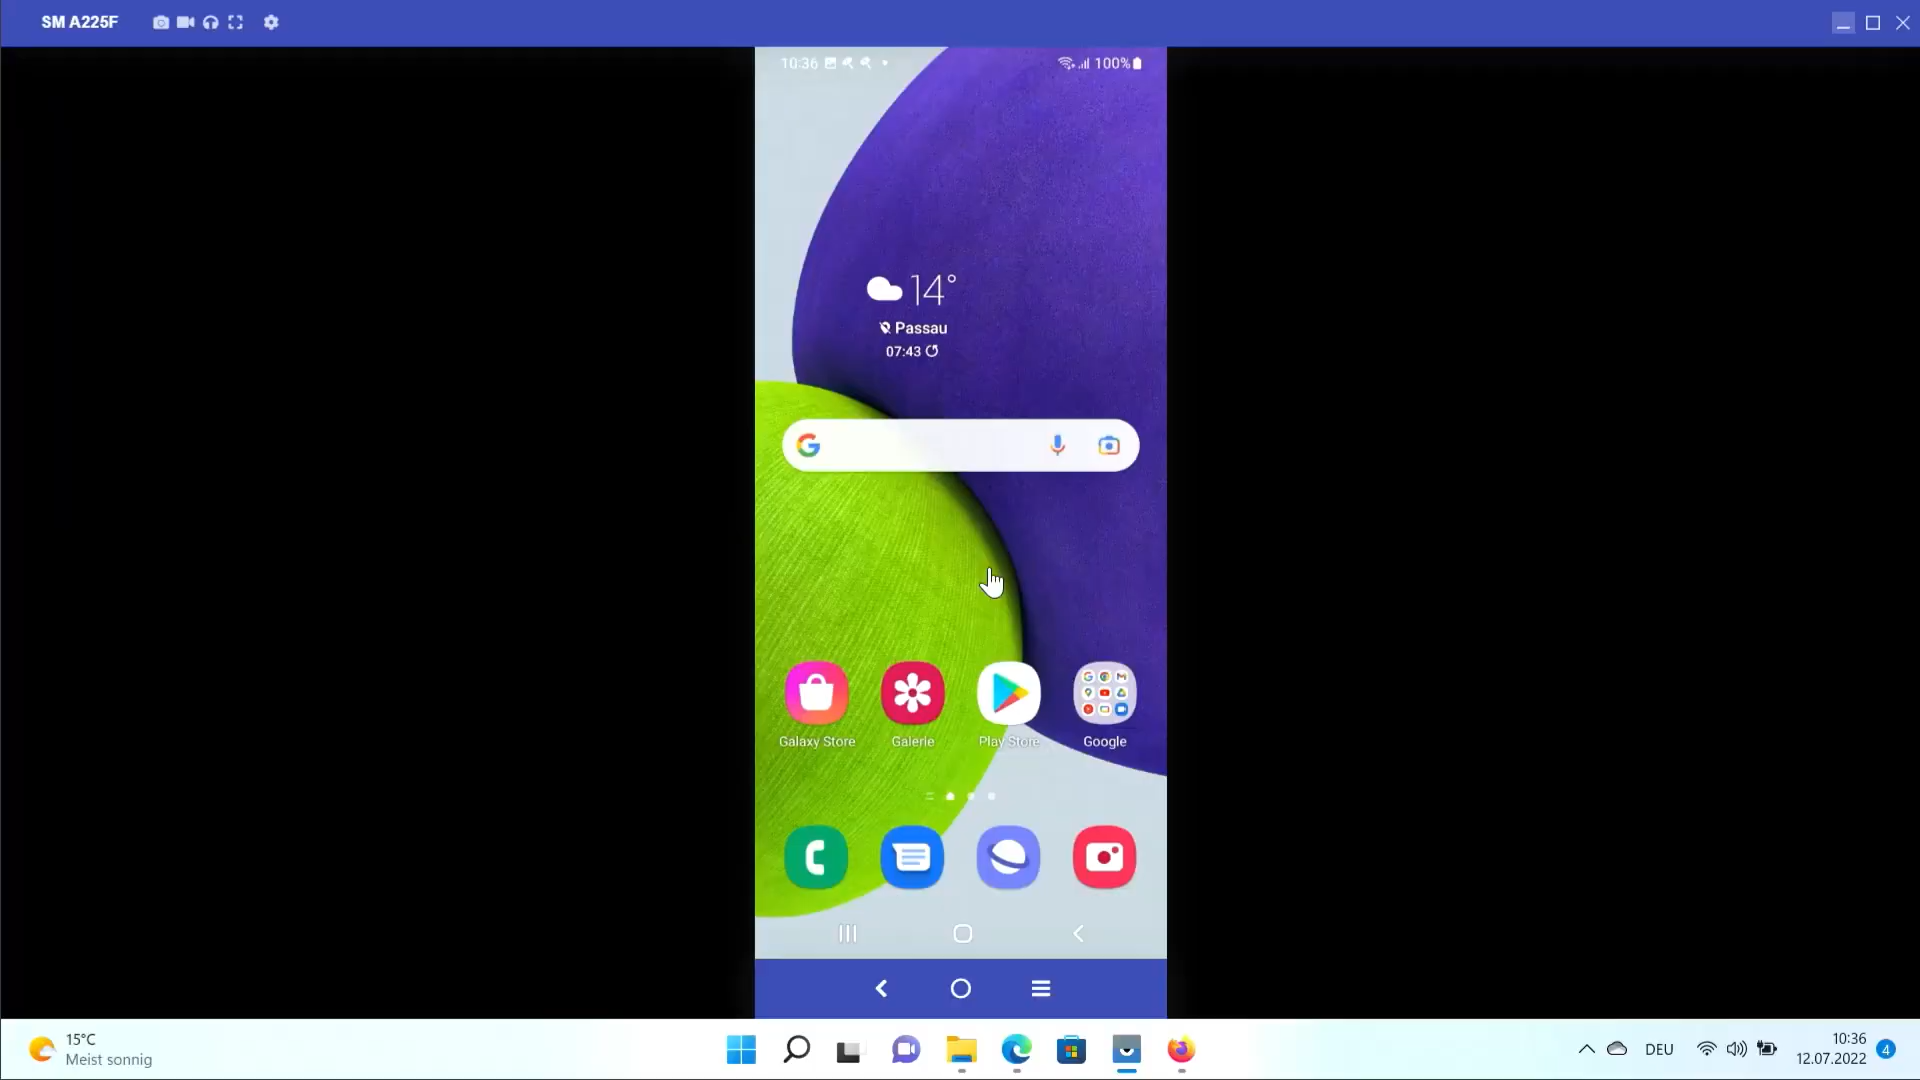 SM A225F
10:36
100%
14°
Passau
07:43
Galaxy Store
Galerie
Play Store
Google
15°C
Meist sonnig
DEU
10:36
12.07.2022
4